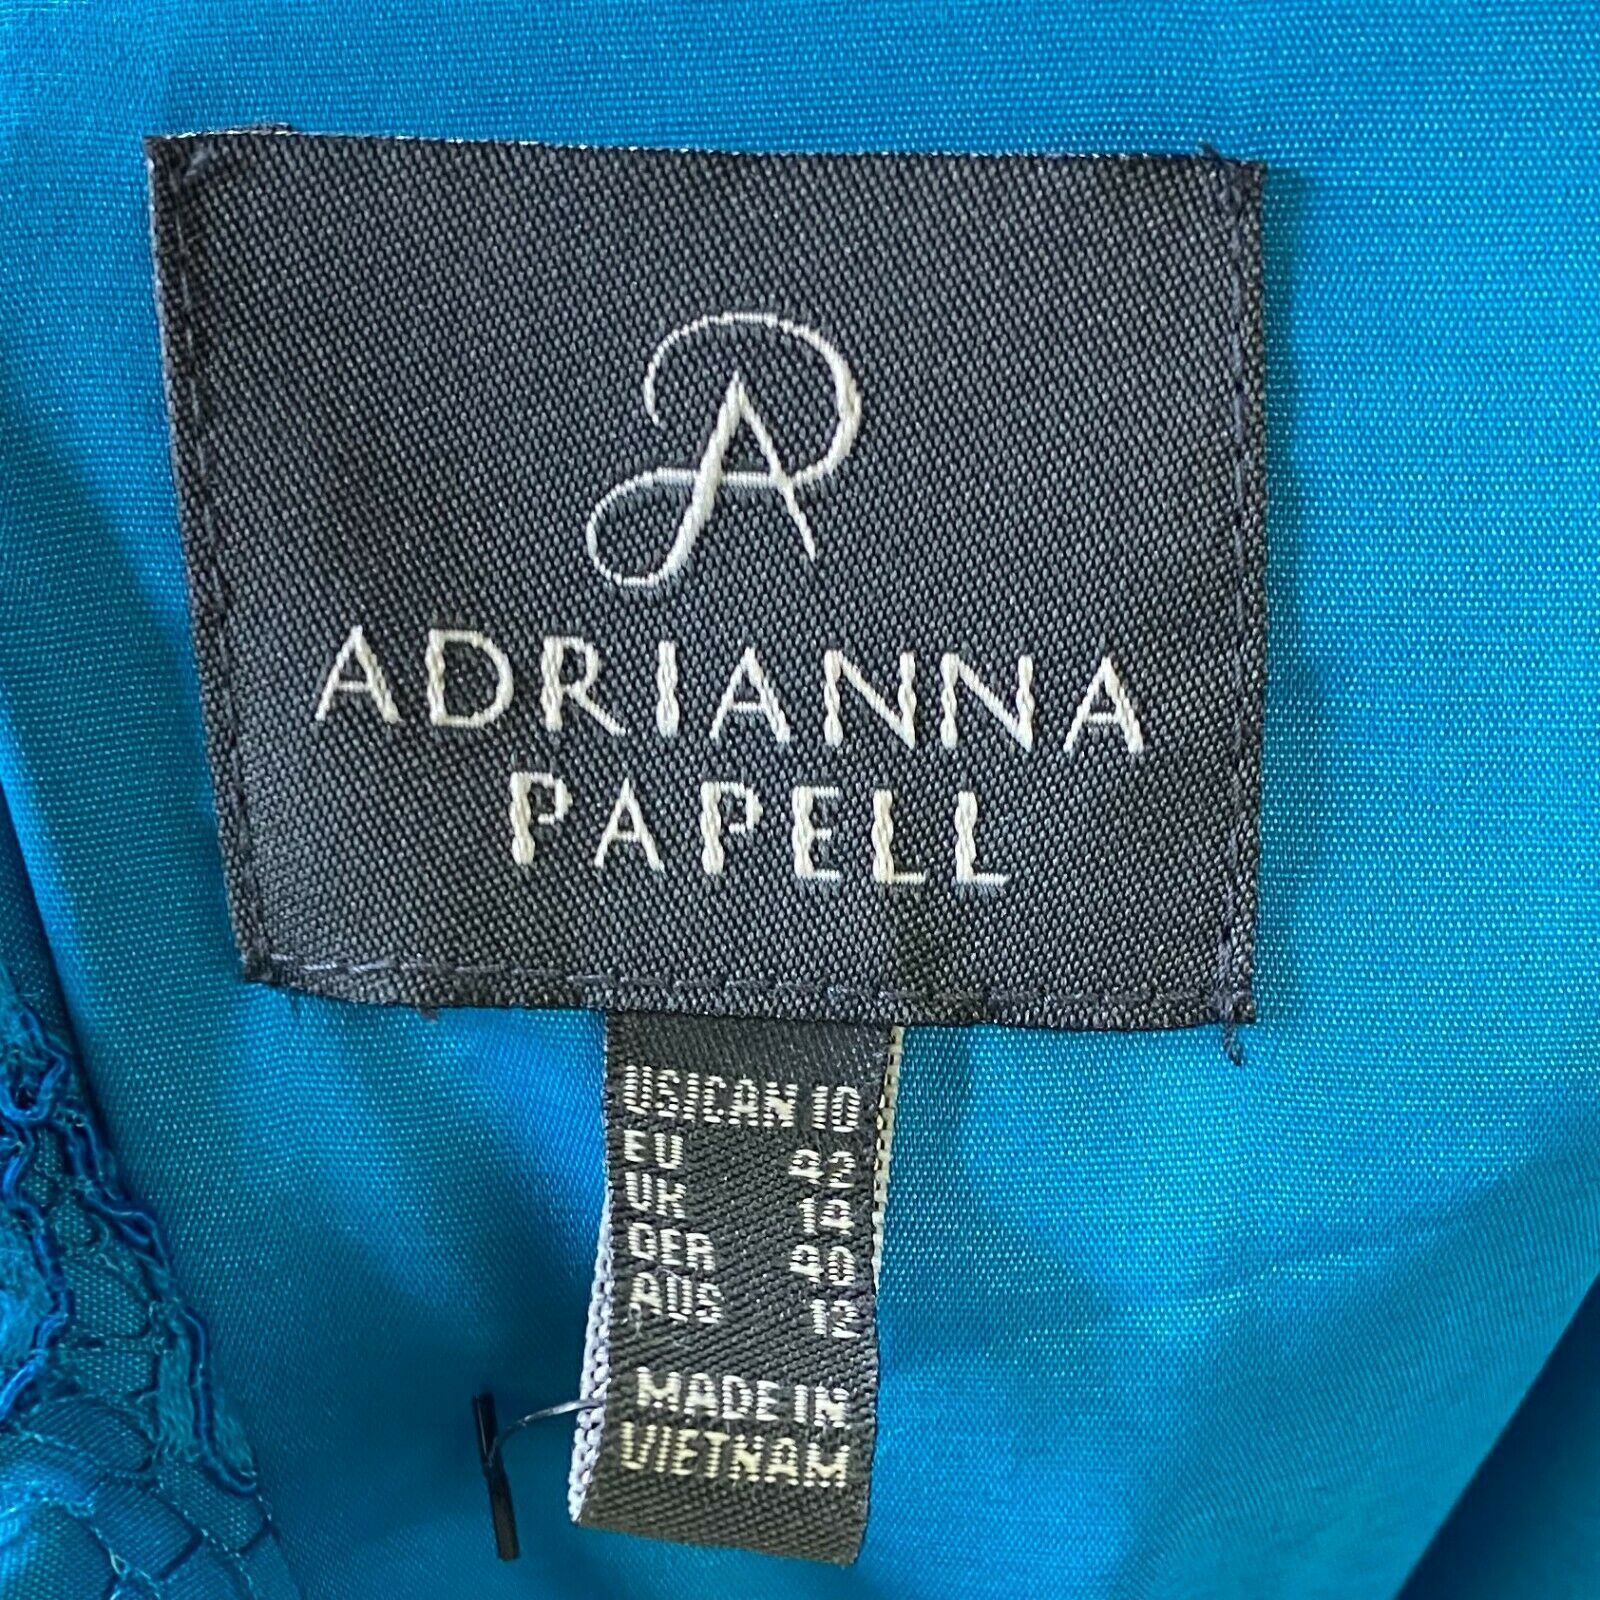 AP
ADRIANNA
PAPELL
US/CAN 10
EU 42
UK 14
GER 40
AUS 12
MADE IN
VIETNAM